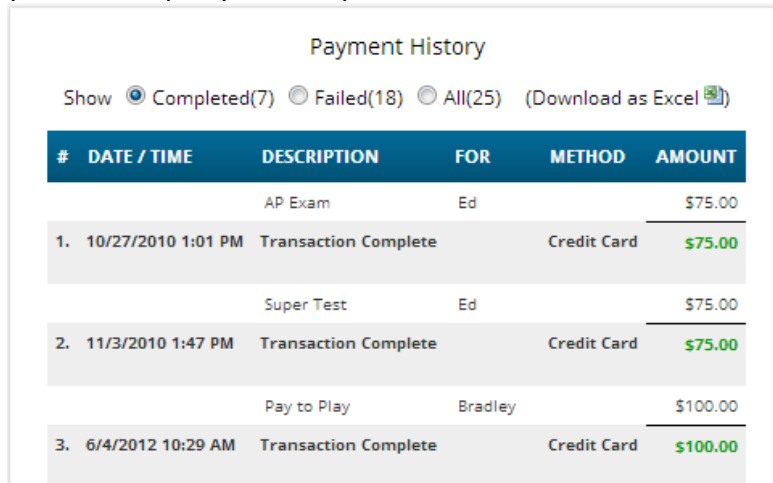 Payment History
Show Completed(7) Failed(18) All(25) (Download as Excel )
# DATE / TIME DESCRIPTION FOR METHOD AMOUNT
AP Exam Ed $75.00
1. 10/27/2010 1:01 PM Transaction Complete Credit Card $75.00
Super Test Ed $75.00
2. 11/3/2010 1:47 PM Transaction Complete Credit Card $75.00
Pay to Play Bradley $100.00
3. 6/4/2012 10:29 AM Transaction Complete Credit Card $100.00